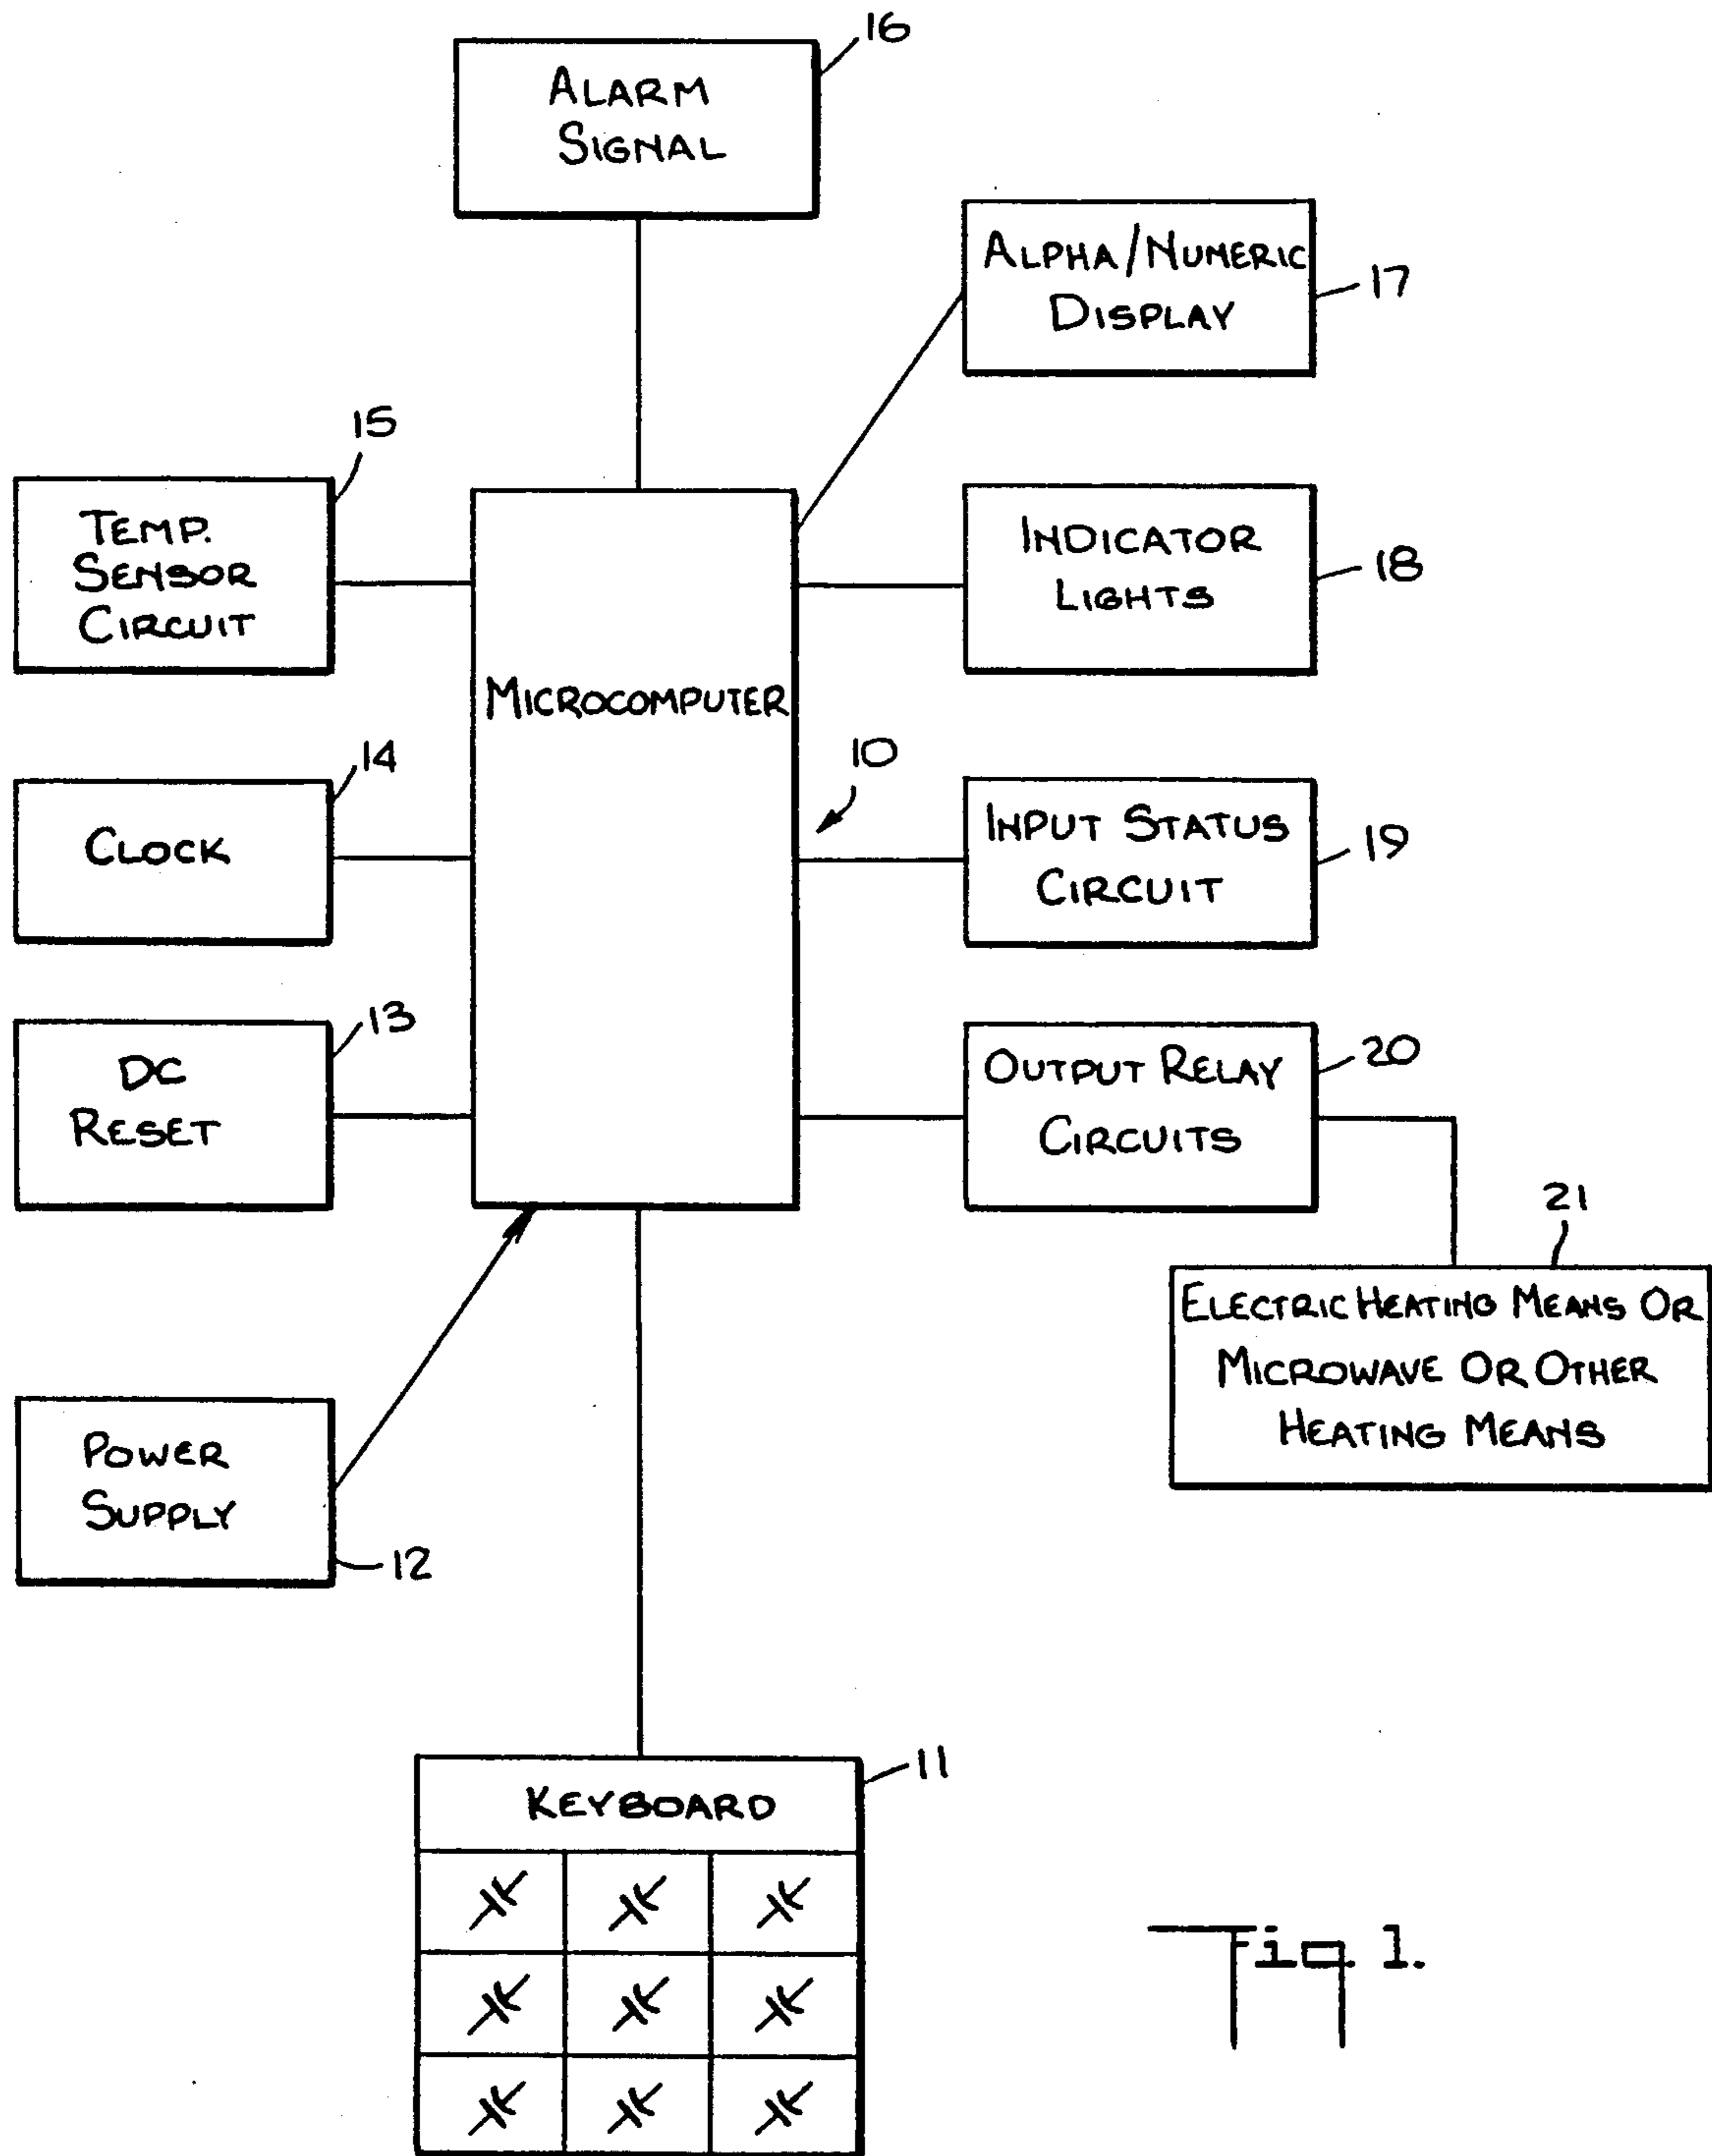 16
ALARM
SIGNAL
ALPHA/NUMERIC
DISPLAY
17
15
TEMP.
SENSOR
CIRCUIT
INDICATOR
LIGHTS
18
MICROCOMPUTER
10
14
CLOCK
INPUT STATUS
CIRCUIT
19
13
DC
RESET
OUTPUT RELAY
CIRCUITS
20
21
ELECTRIC HEATING MEANS OR
MICROWAVE OR OTHER
HEATING MEANS
POWER
SUPPLY
12
11
KEYBOARD
Fig. 1.